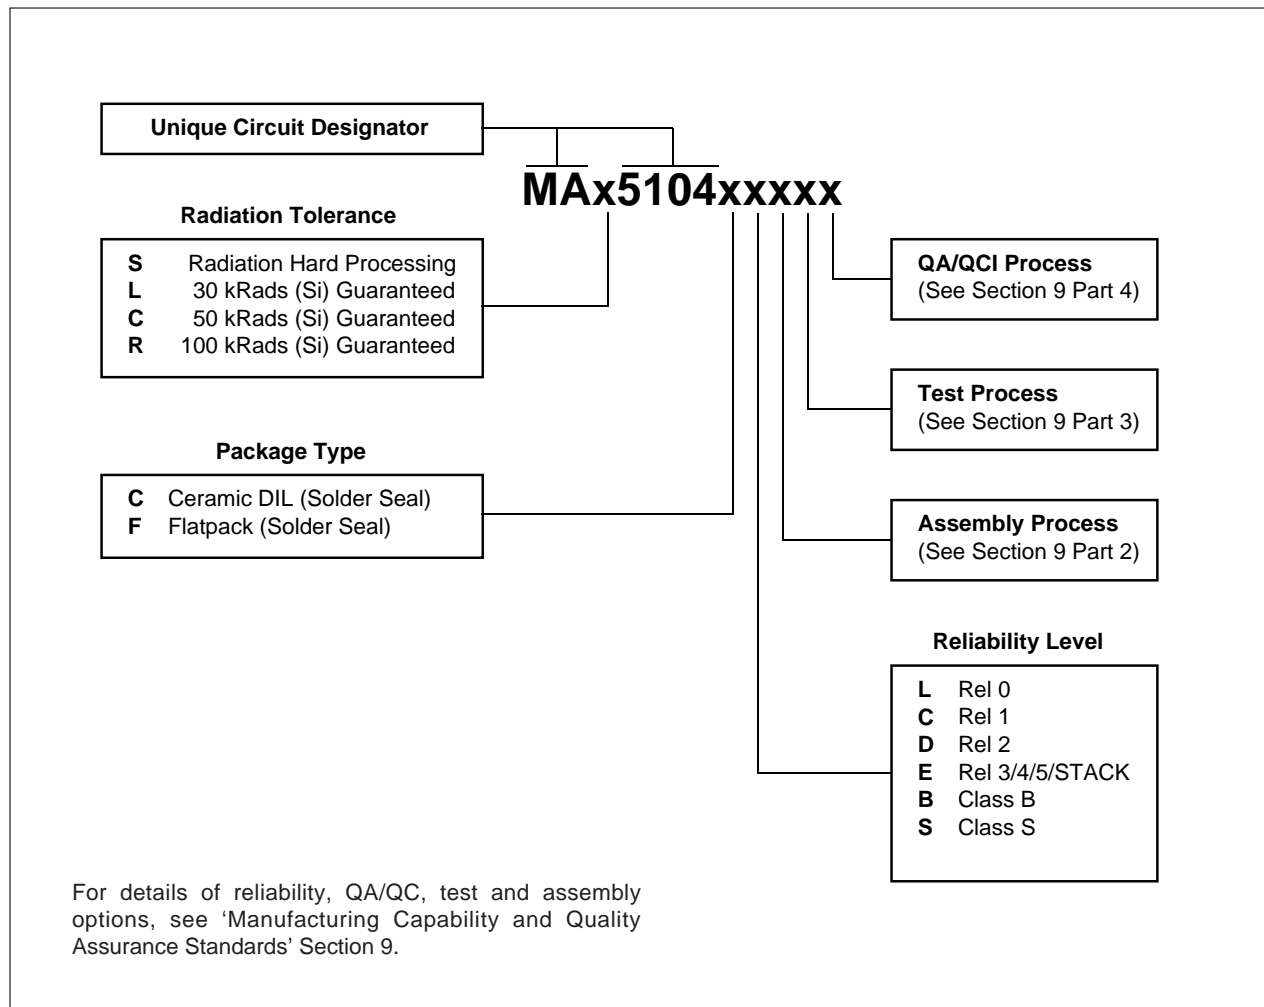 Unique Circuit Designator
MAx5104xxxxx
Radiation Tolerance
S Radiation Hard Processing
L 30 kRads (Si) Guaranteed
C 50 kRads (Si) Guaranteed
R 100 kRads (Si) Guaranteed
Package Type
C Ceramic DIL (Solder Seal)
F Flatpack (Solder Seal)
QA/QCI Process
(See Section 9 Part 4)
Test Process
(See Section 9 Part 3)
Assembly Process
(See Section 9 Part 2)
Reliability Level
L Rel 0
C Rel 1
D Rel 2
E Rel 3/4/5/STACK
B Class B
S Class S
For details of reliability, QA/QC, test and assembly
options, see ‘Manufacturing Capability and Quality
Assurance Standards’ Section 9.